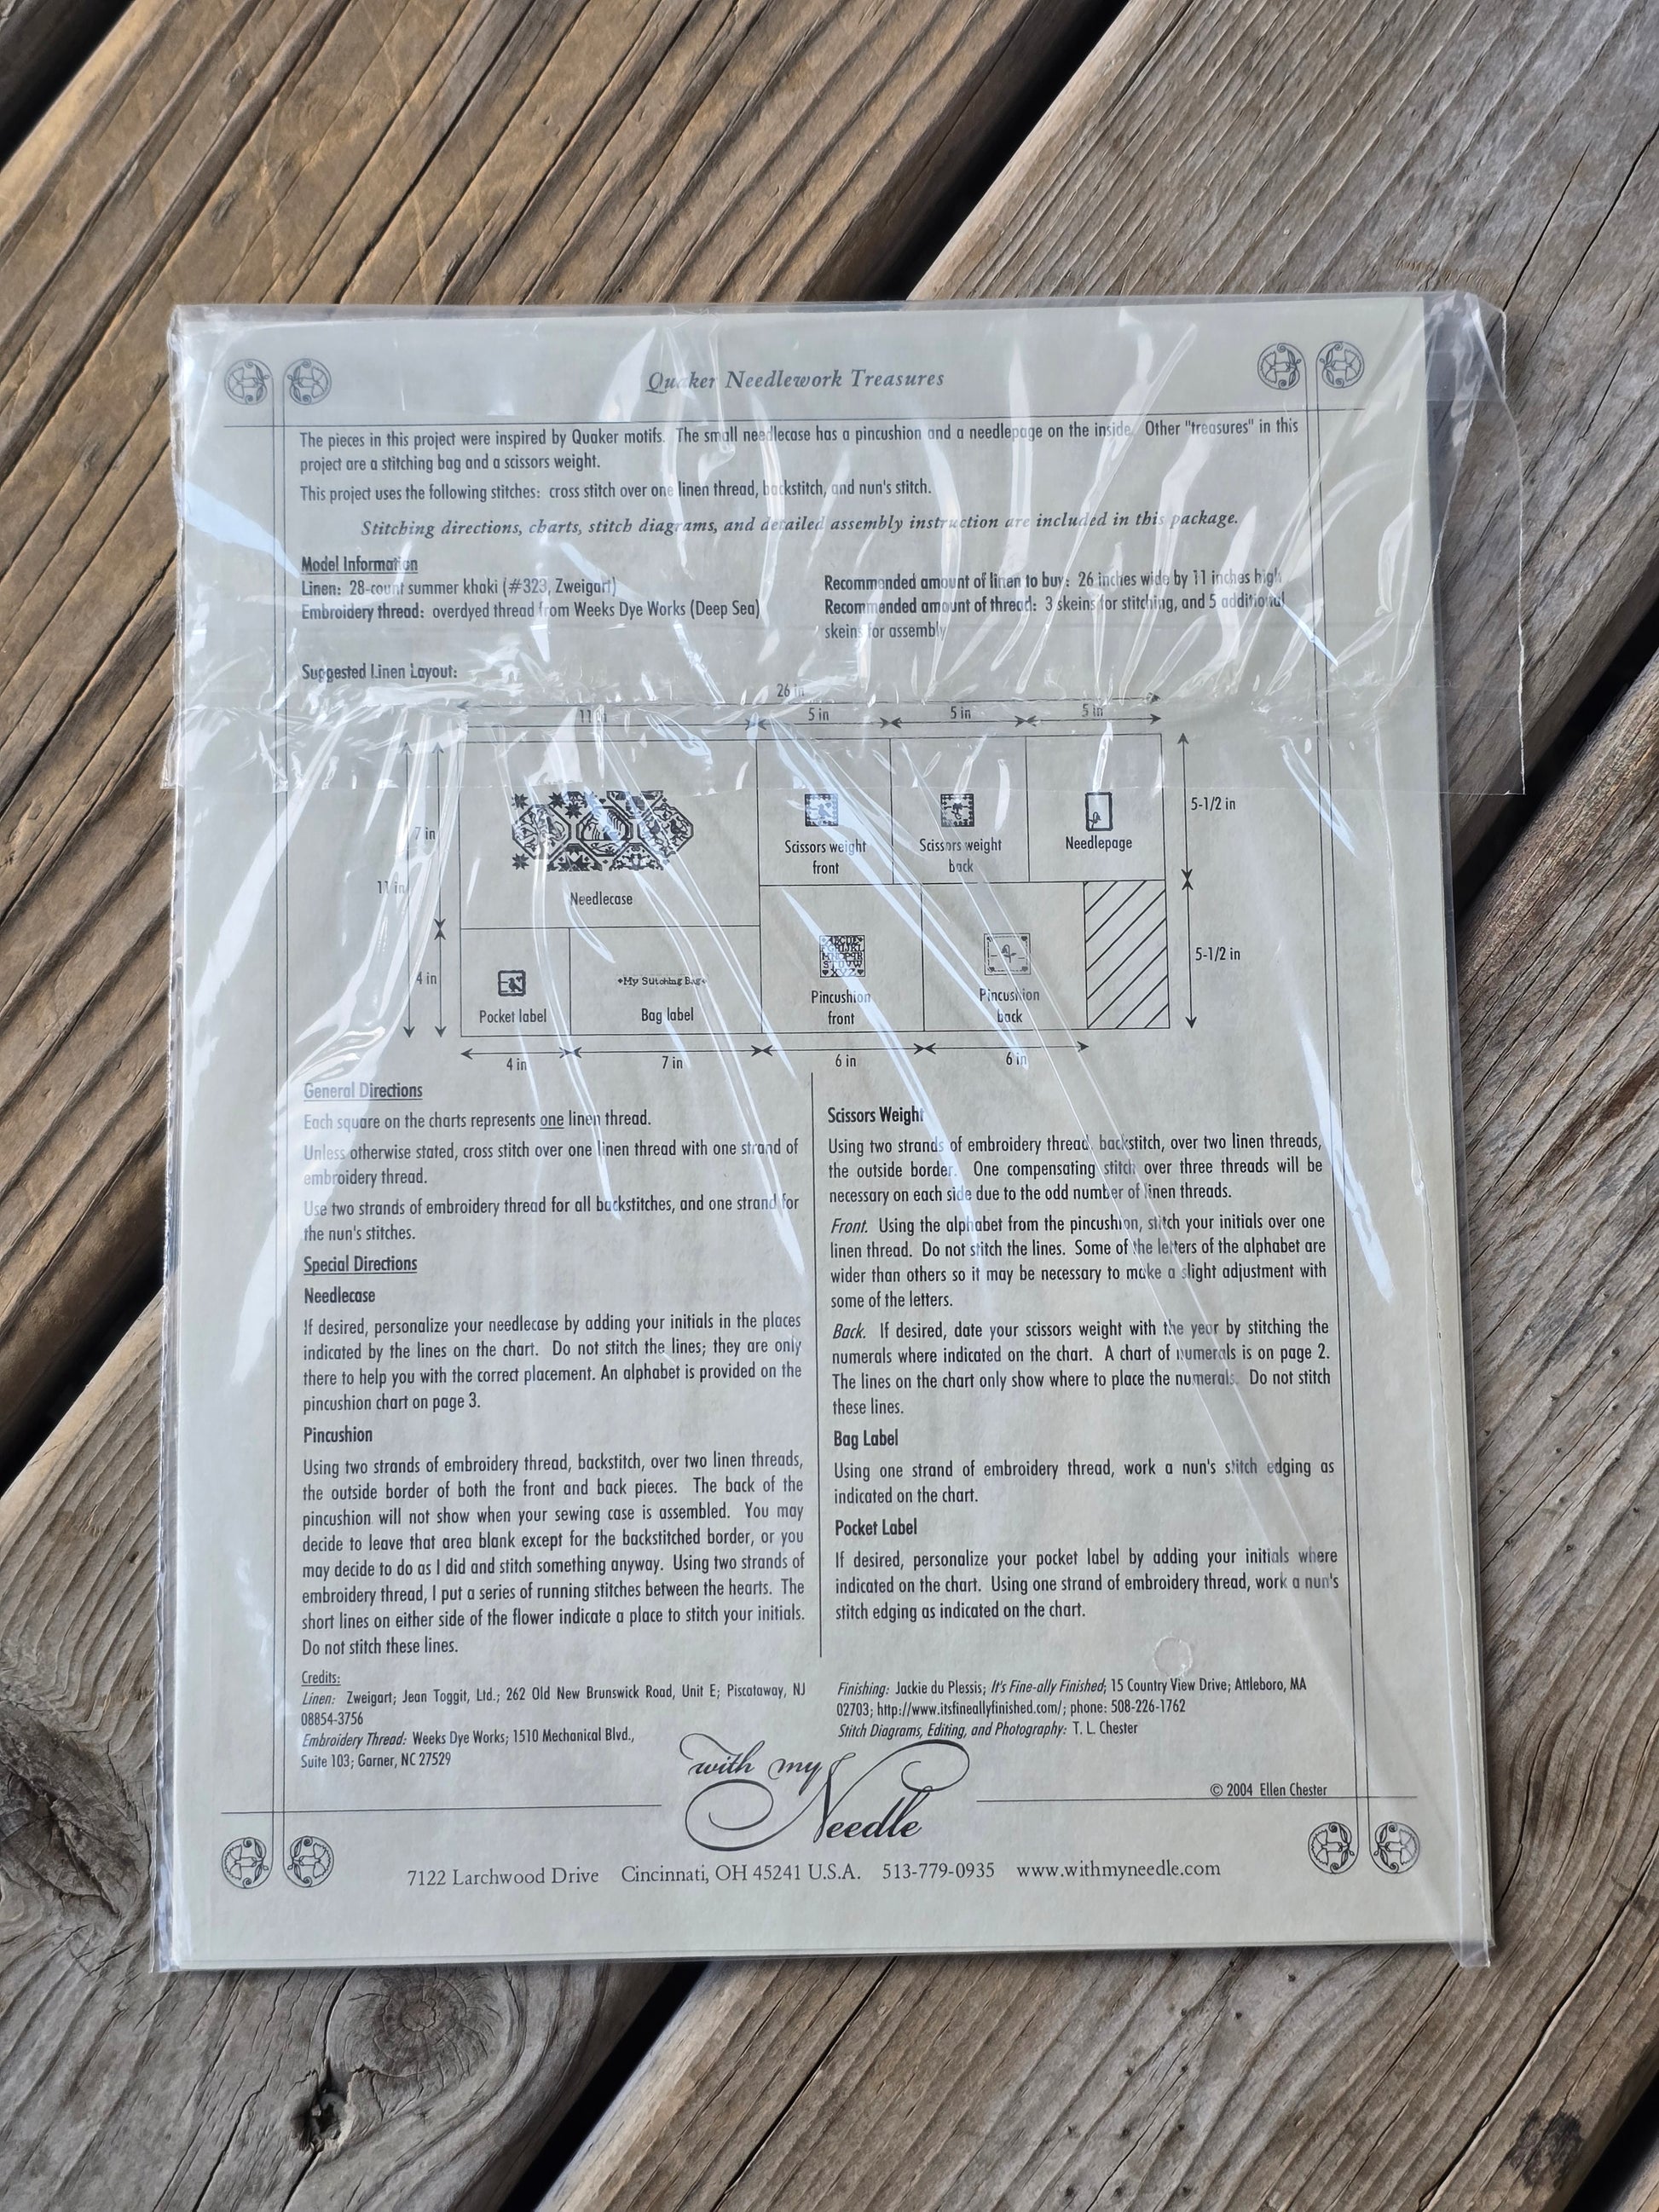 Quaker Needlework Treasures
The pieces in this project were inspired by Quaker motifs. The small needlecase has a pincushion and a needlepage on the inside. Other "treasures" in this
project are a stitching bag and a scissors weight.
This project uses the following stitches: cross stitch over one linen thread, backstitch, and nun's stitch.
Stitching directions, charts, stitch diagrams, and detailed assembly instruction are included in this package.
Model Information
Linen: 28-count summer khaki (#323, Zweigart)
Embroidery thread: overdyed thread from Weeks Dye Works (Deep Sea)
Recommended amount of linen to buy: 26 inches wide by 11 inches high
Recommended amount of thread: 3 skeins for stitching, and 5 additional
skeins for assembly
Suggested Linen Layout:
26 in
11 in
5 in
5 in
5 in
7 in
11 in
4 in
5-1/2 in
5-1/2 in
Needlecase
Scissors weight
front
Scissors weight
back
Needlepage
Pocket label
My Stitching Bag
Bag label
ABCDE
Pincushion
front
Pincushion
back
4 in
7 in
6 in
6 in
General Directions
Each square on the charts represents one linen thread.
Unless otherwise stated, cross stitch over one linen thread with one strand of
embroidery thread.
Use two strands of embroidery thread for all backstitches, and one strand for
the nun's stitches.
Special Directions
Needlecase
If desired, personalize your needlecase by adding your initials in the places
indicated by the lines on the chart. Do not stitch the lines; they are only
there to help you with the correct placement. An alphabet is provided on the
pincushion chart on page 3.
Pincushion
Using two strands of embroidery thread, backstitch, over two linen threads,
the outside border of both the front and back pieces. The back of the
pincushion will not show when your sewing case is assembled. You may
decide to leave that area blank except for the backstitched border, or you
may decide to do as I did and stitch something anyway. Using two strands of
embroidery thread, I put a series of running stitches between the hearts. The
short lines on either side of the flower indicate a place to stitch your initials.
Do not stitch these lines.
Scissors Weight
Using two strands of embroidery thread, backstitch, over two linen threads,
the outside border. One compensating stitch over three threads will be
necessary on each side due to the odd number of linen threads.
Front. Using the alphabet from the pincushion, stitch your initials over one
linen thread. Do not stitch the lines. Some of the letters of the alphabet are
wider than others so it may be necessary to make a slight adjustment with
some of the letters.
Back. If desired, date your scissors weight with the year by stitching the
numerals where indicated on the chart. A chart of numerals is on page 2.
The lines on the chart only show where to place the numerals. Do not stitch
these lines.
Bag Label
Using one strand of embroidery thread, work a nun's stitch edging as
indicated on the chart.
Pocket Label
If desired, personalize your pocket label by adding your initials where
indicated on the chart. Using one strand of embroidery thread, work a nun's
stitch edging as indicated on the chart.
Credits:
Linen: Zweigart; Jean Toggit, Ltd.; 262 Old New Brunswick Road, Unit E; Piscataway, NJ
08854-3756
Embroidery Thread: Weeks Dye Works; 1510 Mechanical Blvd.,
Suite 103; Garner, NC 27529
Finishing: Jackie du Plessis; It's Fine-ally Finished; 15 Country View Drive; Attleboro, MA
02703; http://www.itsfineallyfinished.com/; phone: 508-226-1762
Stitch Diagrams, Editing, and Photography: T. L. Chester
with my
Needle
© 2004 Ellen Chester
7122 Larchwood Drive Cincinnati, OH 45241 U.S.A. 513-779-0935 www.withmyneedle.com